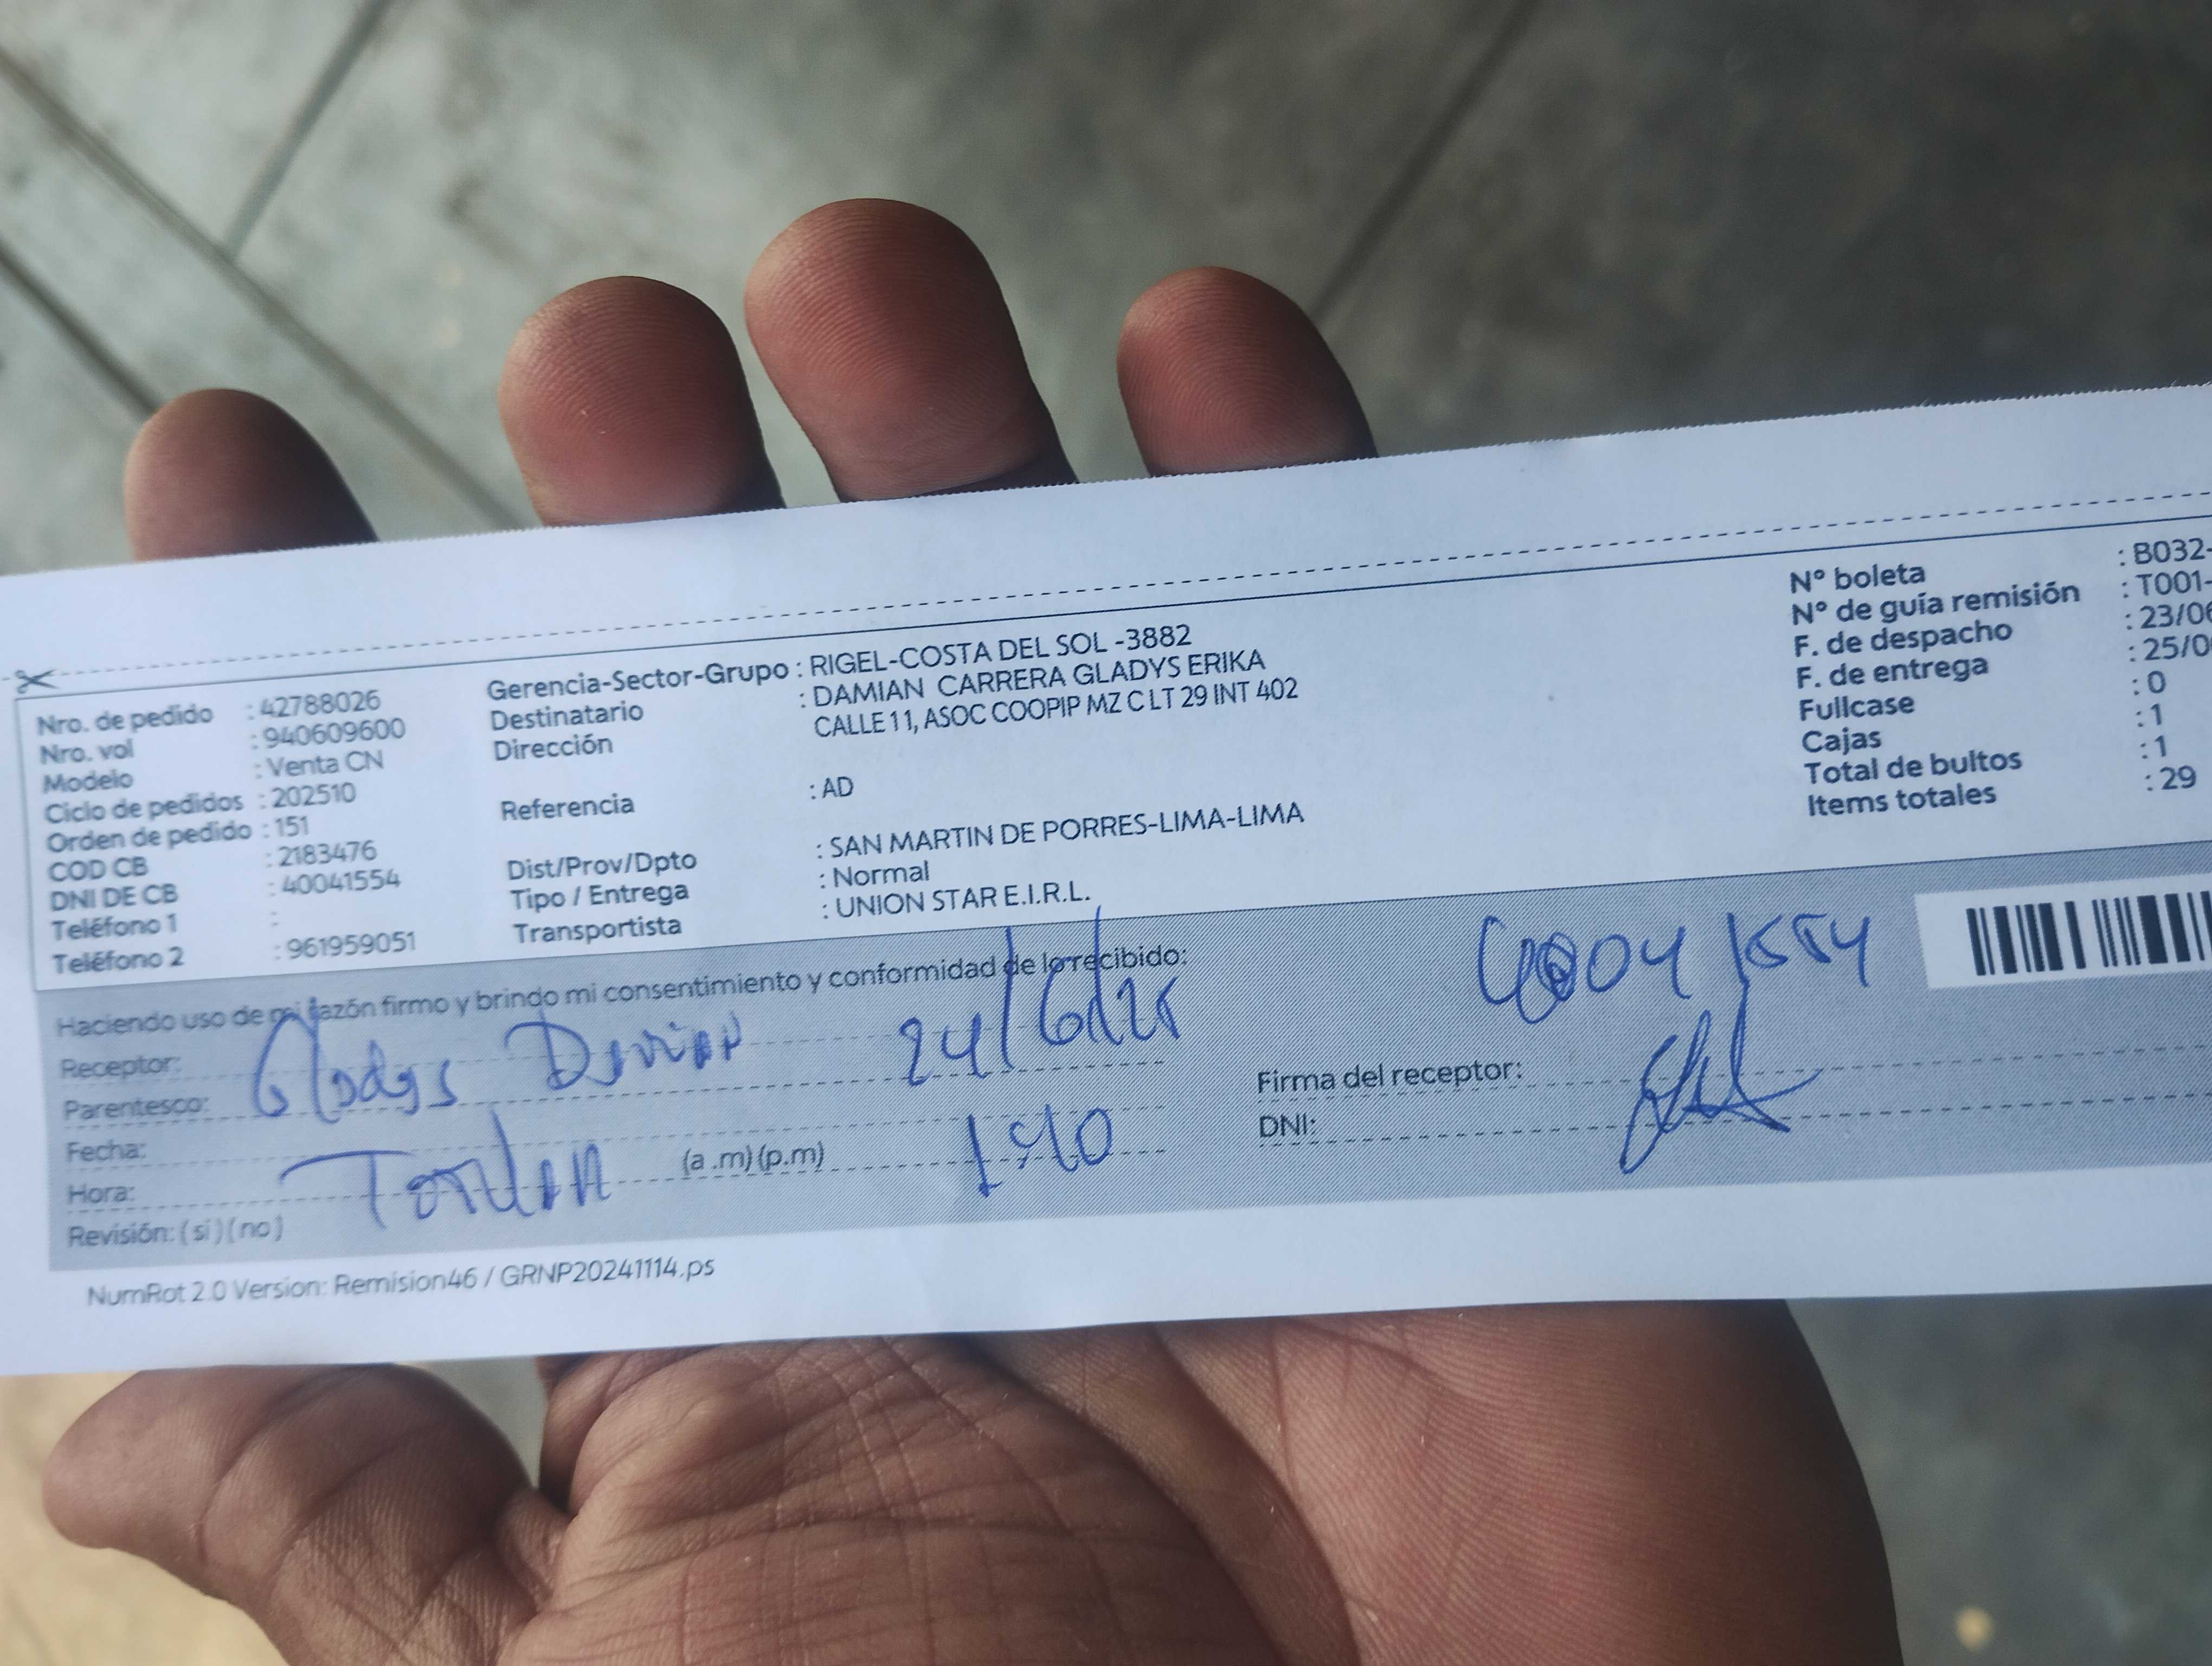 Nro. de pedido : 42788026
Nro. vol : 940609600
Modelo : Venta CN
Ciclo de pedidos : 202510
Orden de pedido : 151
COD CB : 2183476
DNI DE CB : 40041554
Teléfono 1 :
Teléfono 2 : 961959051
Gerencia-Sector-Grupo : RIGEL-COSTA DEL SOL -3882
Destinatario : DAMIAN CARRERA GLADYS ERIKA
Dirección CALLE 11, ASOC COOPIP MZ C LT 29 INT 402
Referencia : AD
Dist/Prov/Dpto : SAN MARTIN DE PORRES-LIMA-LIMA
Tipo / Entrega : Normal
Transportista : UNION STAR E.I.R.L.
N° boleta : B032-
N° de guía remisión : T001-
F. de despacho : 23/06
F. de entrega : 25/0
Fullcase : 0
Cajas : 1
Total de bultos : 1
Items totales : 29
Haciendo uso de mi razón firmo y brindo mi consentimiento y conformidad de lo recibido:
40041554
Receptor:
Gladys Damian 24/6/25
Parentesco:
Fecha:
Hora: (a .m) (p.m) 1:40
Revisión: ( si ) ( no )
Firma del receptor:
DNI:
NumRot 2.0 Version: Remision46 / GRNP20241114.ps